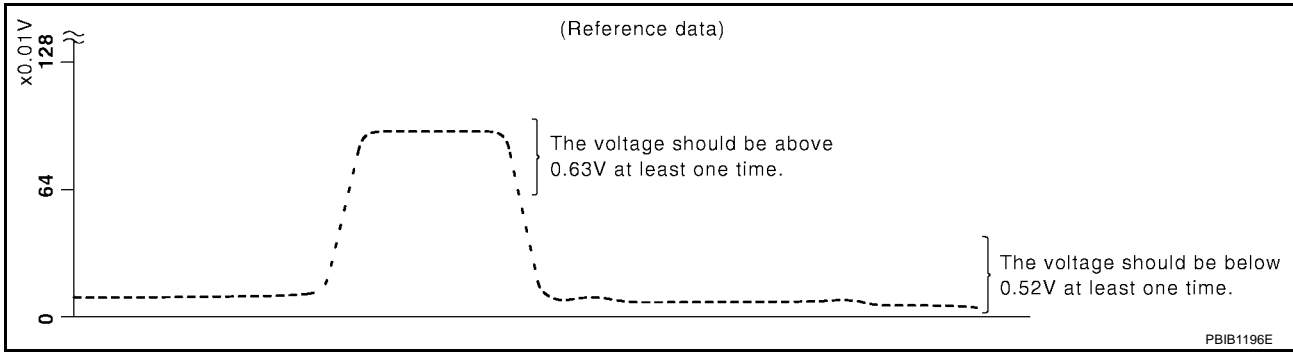 (Reference data)
x0.01V
128
64
0
The voltage should be above
0.63V at least one time.
The voltage should be below
0.52V at least one time.
PBIB1196E